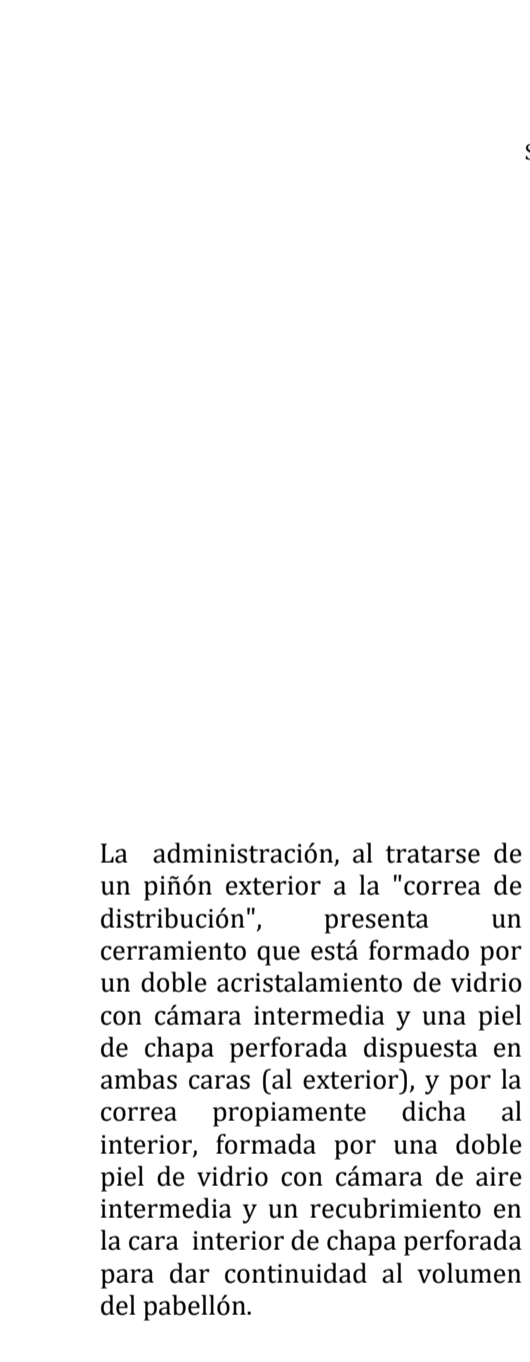 S
La administración, al tratarse de
un piñón exterior a la "correa de
distribución", presenta un
cerramiento que está formado por
un doble acristalamiento de vidrio
con cámara intermedia y una piel
de chapa perforada dispuesta en
ambas caras (al exterior), y por la
correa propiamente dicha al
interior, formada por una doble
piel de vidrio con cámara de aire
intermedia y un recubrimiento en
la cara interior de chapa perforada
para dar continuidad al volumen
del pabellón.